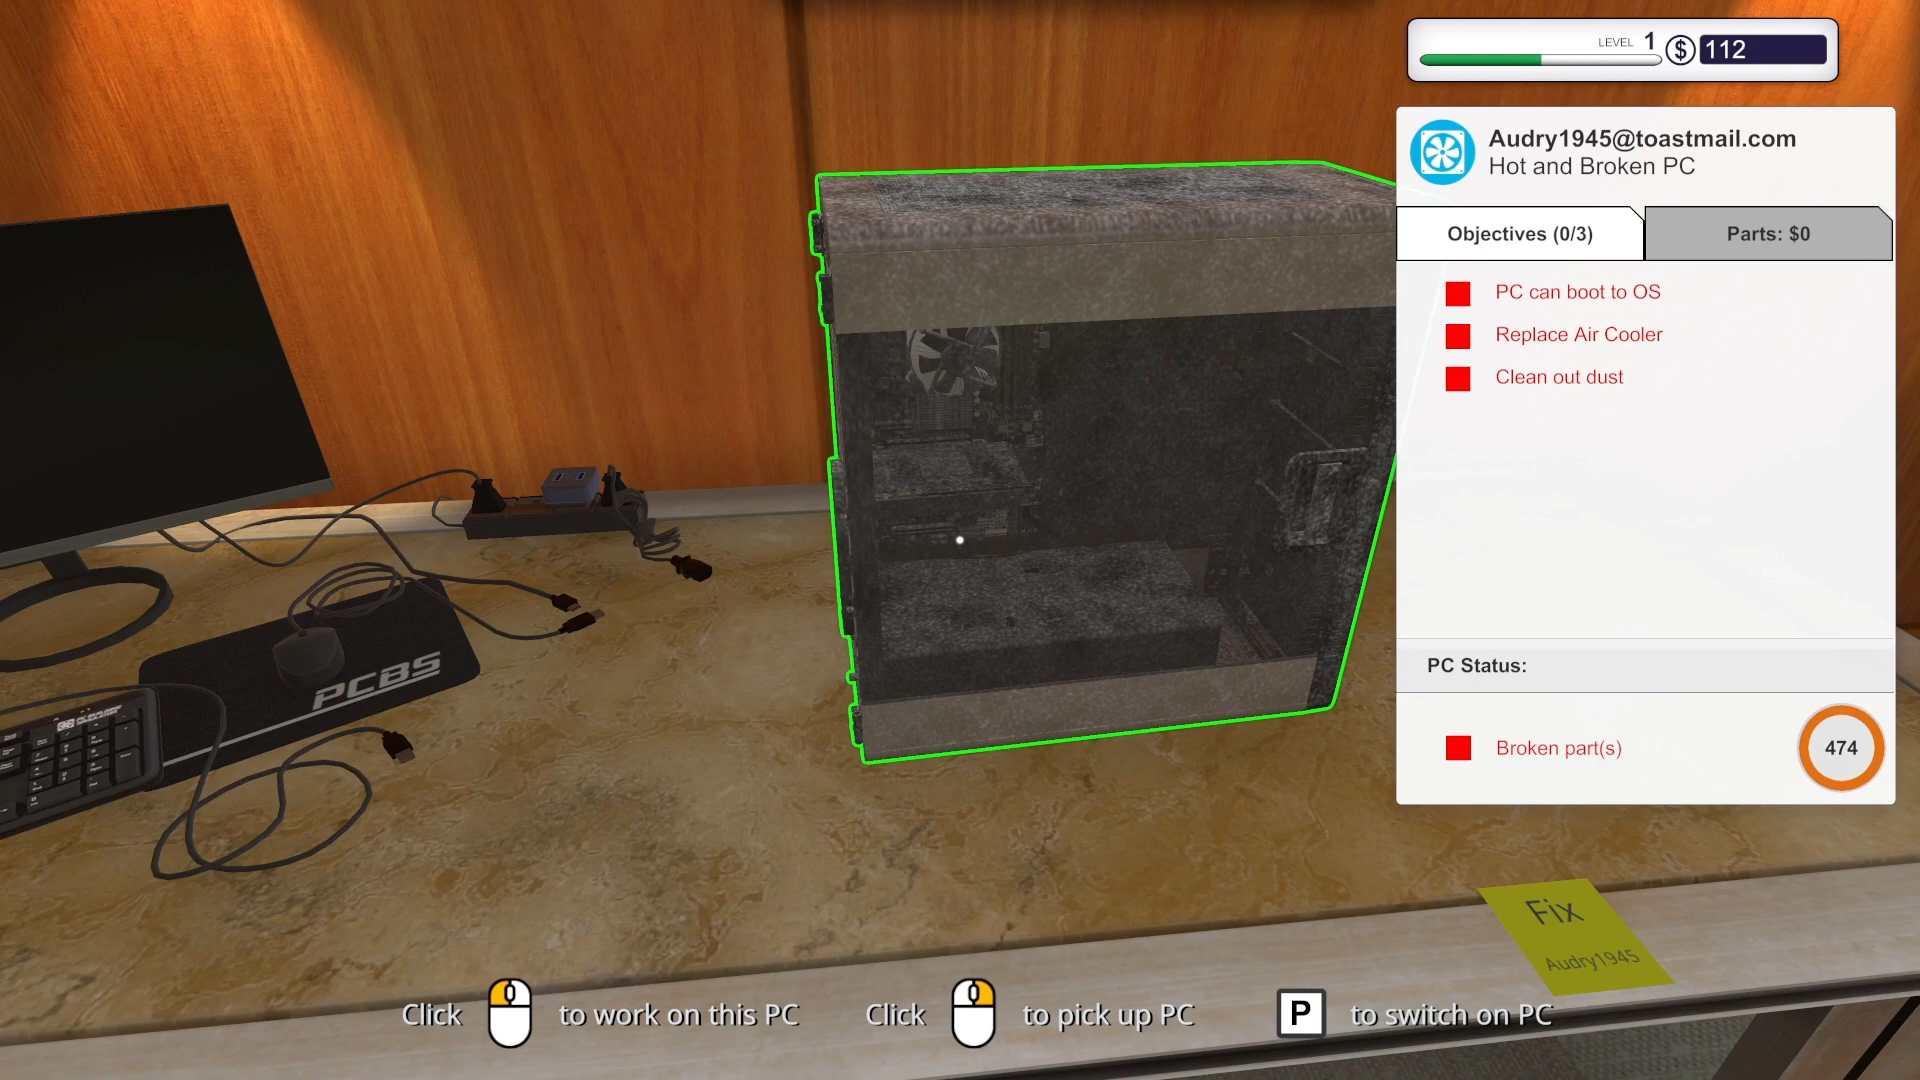 LEVEL 1 $ 112
Audry1945@toastmail.com
Hot and Broken PC
Objectives (0/3)
Parts: $0
PC can boot to OS
Replace Air Cooler
Clean out dust
PC Status:
Broken part(s)
474
PCBS
Fix
Audry1945
Click to work on this PC
Click to pick up PC
P to switch on PC